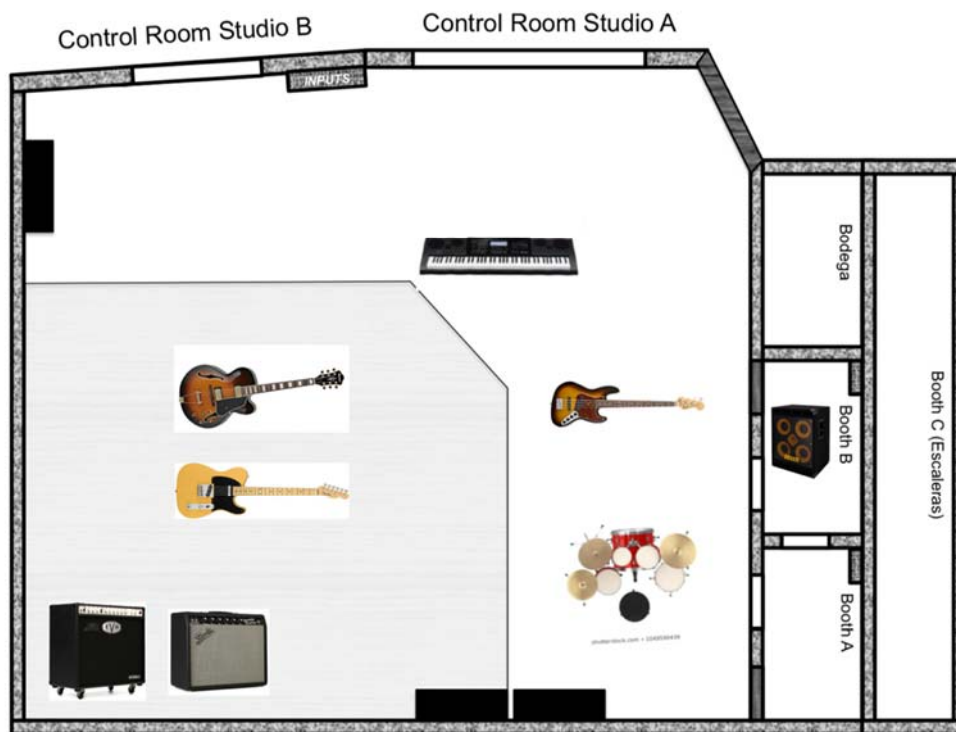 Control Room Studio B
Control Room Studio A
INPUTS
Bodega
Booth B
Booth C (Escaleras)
Booth A